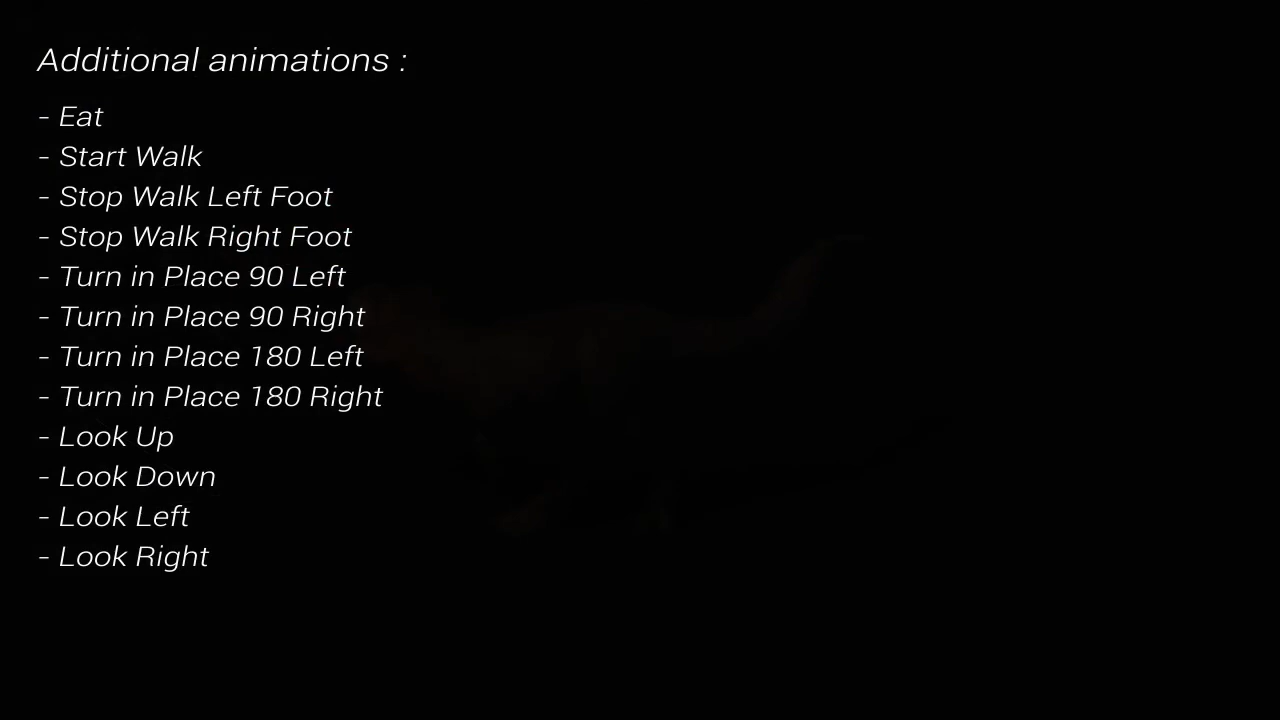 Additional animations :
- Eat
- Start Walk
- Stop Walk Left Foot
- Stop Walk Right Foot
- Turn in Place 90 Left
- Turn in Place 90 Right
- Turn in Place 180 Left
- Turn in Place 180 Right
- Look Up
- Look Down
- Look Left
- Look Right